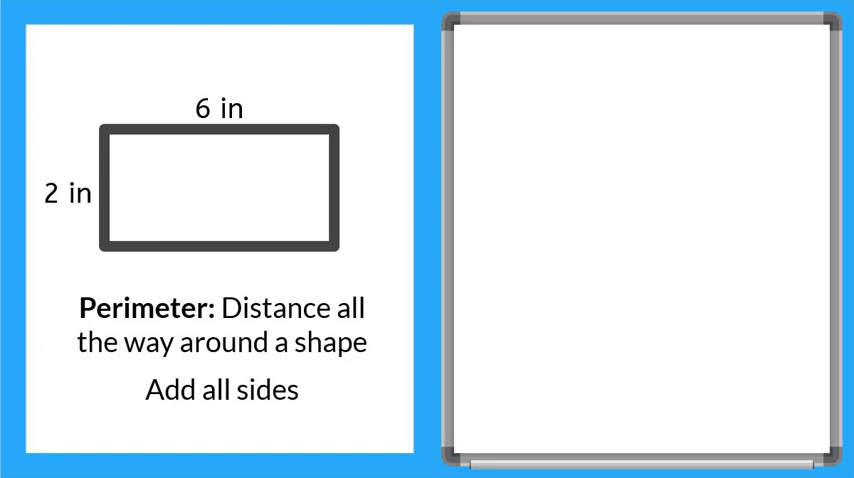 6 in
2 in
Perimeter: Distance all
the way around a shape
Add all sides